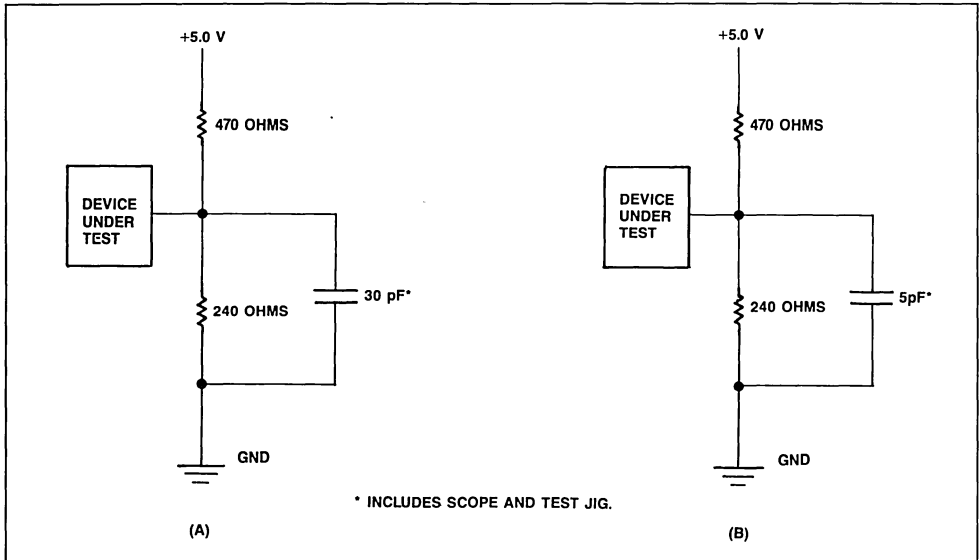 +5.0 V
470 OHMS
DEVICE
UNDER
TEST
30 pF*
240 OHMS
GND
(A)
+5.0 V
470 OHMS
DEVICE
UNDER
TEST
5pF*
240 OHMS
GND
(B)
* INCLUDES SCOPE AND TEST JIG.